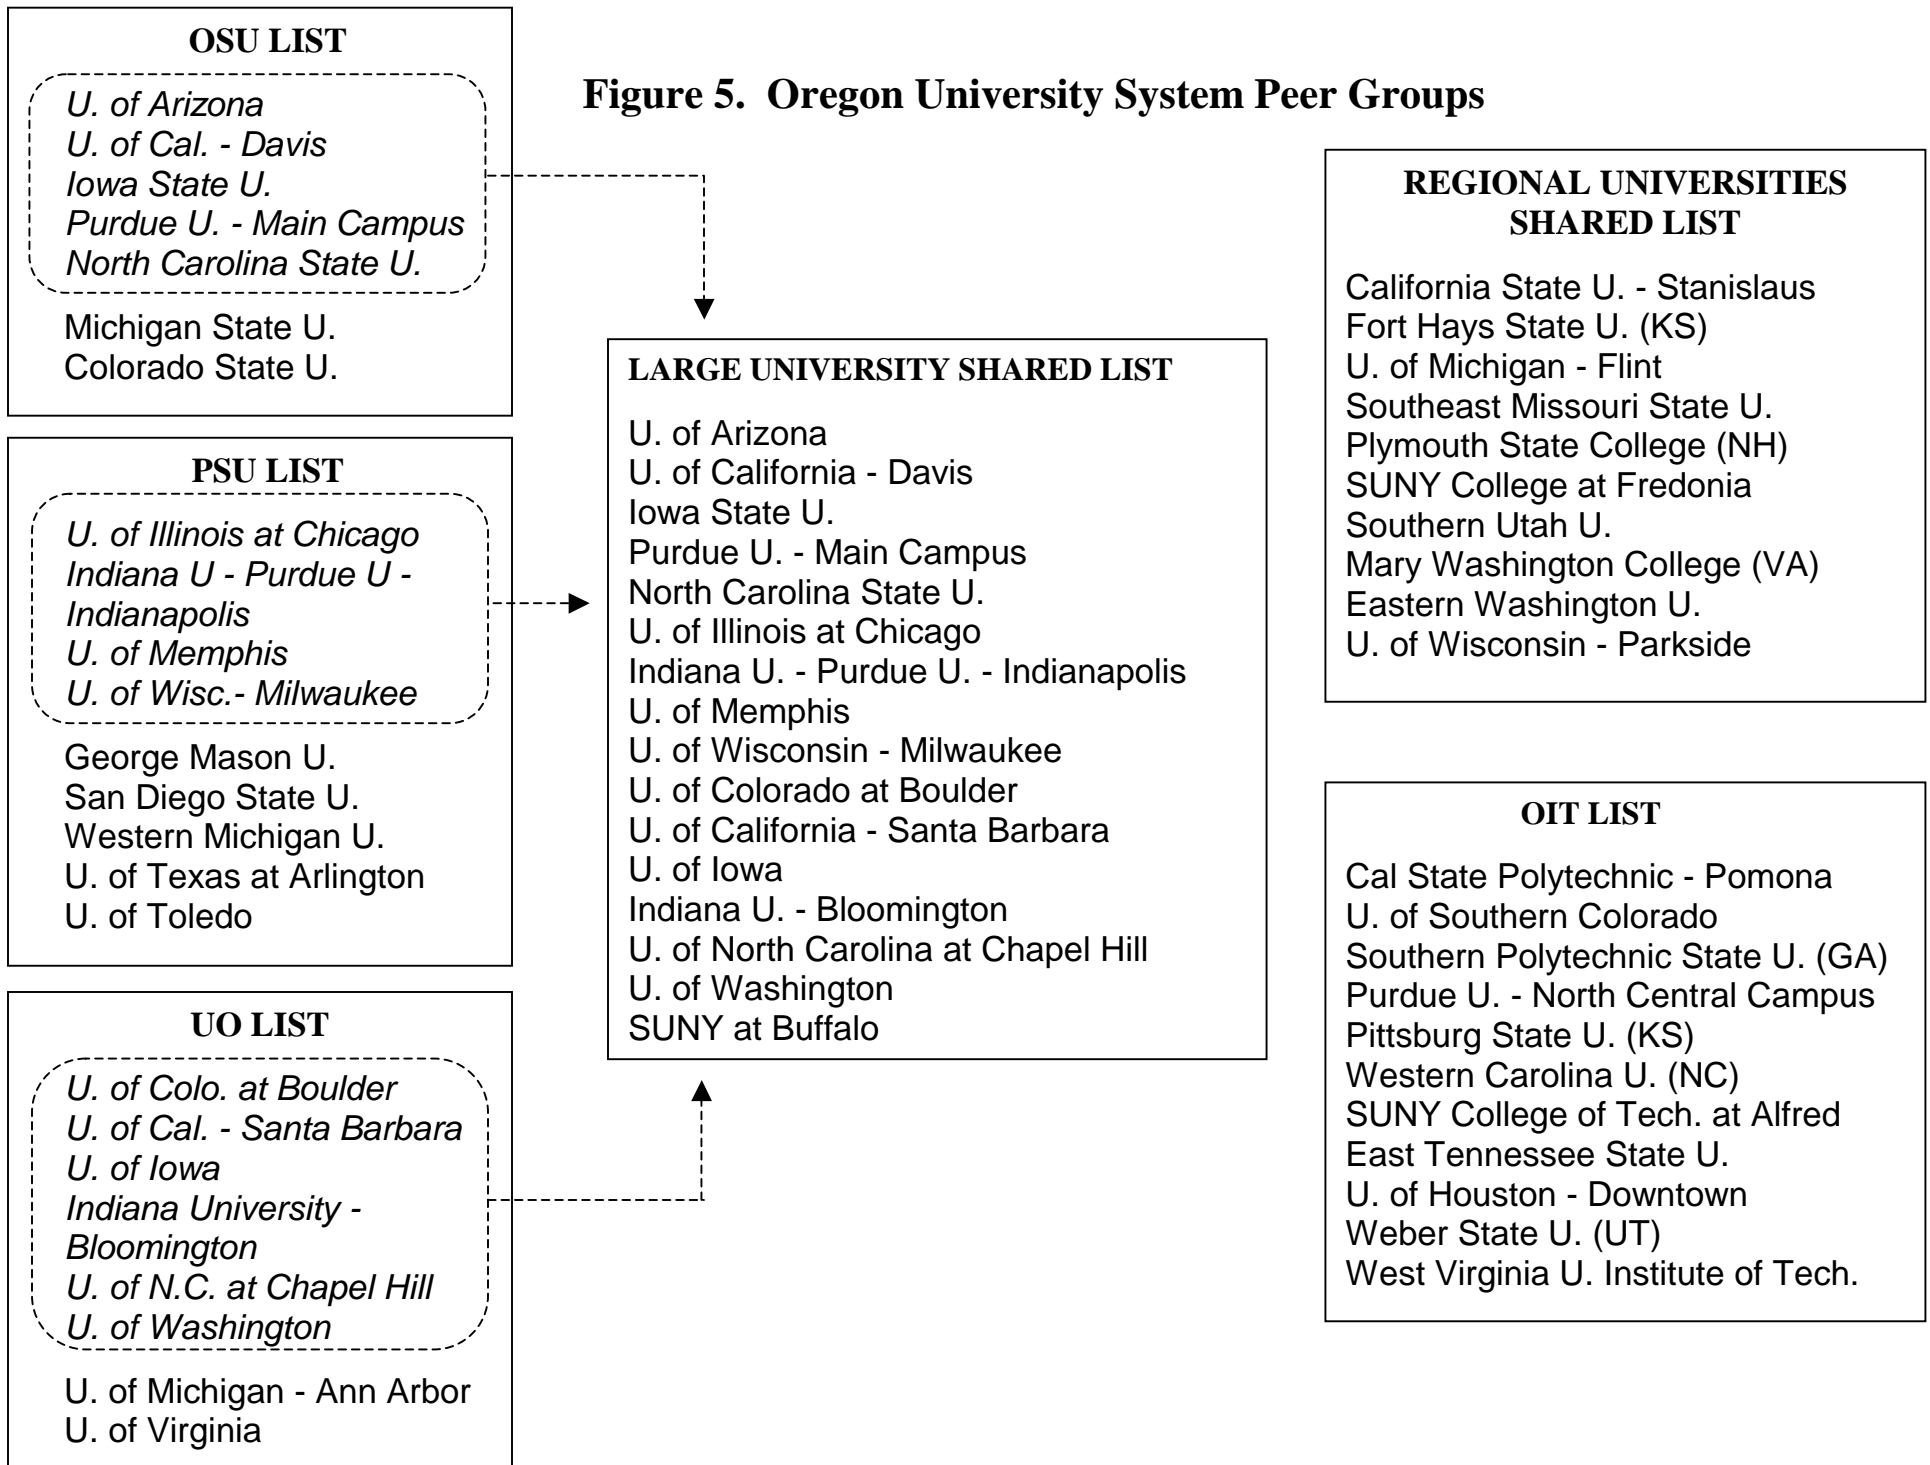 Figure 5. Oregon University System Peer Groups
OSU LIST
U. of Arizona
U. of Cal. - Davis
Iowa State U.
Purdue U. - Main Campus
North Carolina State U.
Michigan State U.
Colorado State U.
PSU LIST
U. of Illinois at Chicago
Indiana U - Purdue U -
Indianapolis
U. of Memphis
U. of Wisc.- Milwaukee
George Mason U.
San Diego State U.
Western Michigan U.
U. of Texas at Arlington
U. of Toledo
UO LIST
U. of Colo. at Boulder
U. of Cal. - Santa Barbara
U. of Iowa
Indiana University -
Bloomington
U. of N.C. at Chapel Hill
U. of Washington
U. of Michigan - Ann Arbor
U. of Virginia
LARGE UNIVERSITY SHARED LIST
U. of Arizona
U. of California - Davis
Iowa State U.
Purdue U. - Main Campus
North Carolina State U.
U. of Illinois at Chicago
Indiana U. - Purdue U. - Indianapolis
U. of Memphis
U. of Wisconsin - Milwaukee
U. of Colorado at Boulder
U. of California - Santa Barbara
U. of Iowa
Indiana U. - Bloomington
U. of North Carolina at Chapel Hill
U. of Washington
SUNY at Buffalo
REGIONAL UNIVERSITIES
SHARED LIST
California State U. - Stanislaus
Fort Hays State U. (KS)
U. of Michigan - Flint
Southeast Missouri State U.
Plymouth State College (NH)
SUNY College at Fredonia
Southern Utah U.
Mary Washington College (VA)
Eastern Washington U.
U. of Wisconsin - Parkside
OIT LIST
Cal State Polytechnic - Pomona
U. of Southern Colorado
Southern Polytechnic State U. (GA)
Purdue U. - North Central Campus
Pittsburg State U. (KS)
Western Carolina U. (NC)
SUNY College of Tech. at Alfred
East Tennessee State U.
U. of Houston - Downtown
Weber State U. (UT)
West Virginia U. Institute of Tech.